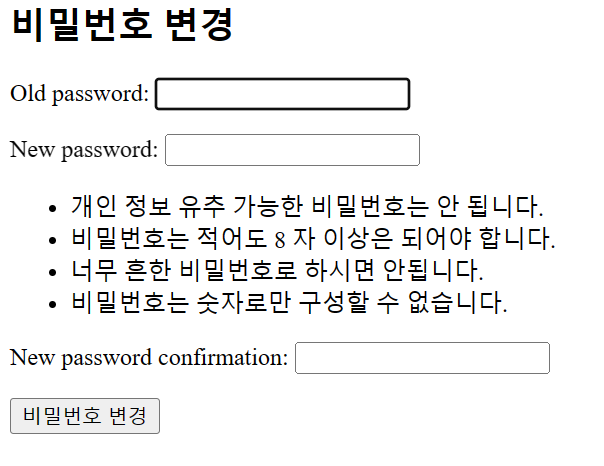 비밀번호 변경
Old password:
New password:
개인 정보 유추 가능한 비밀번호는 안 됩니다.
비밀번호는 적어도 8 자 이상은 되어야 합니다.
너무 흔한 비밀번호로 하시면 안됩니다.
비밀번호는 숫자로만 구성할 수 없습니다.
New password confirmation:
비밀번호 변경